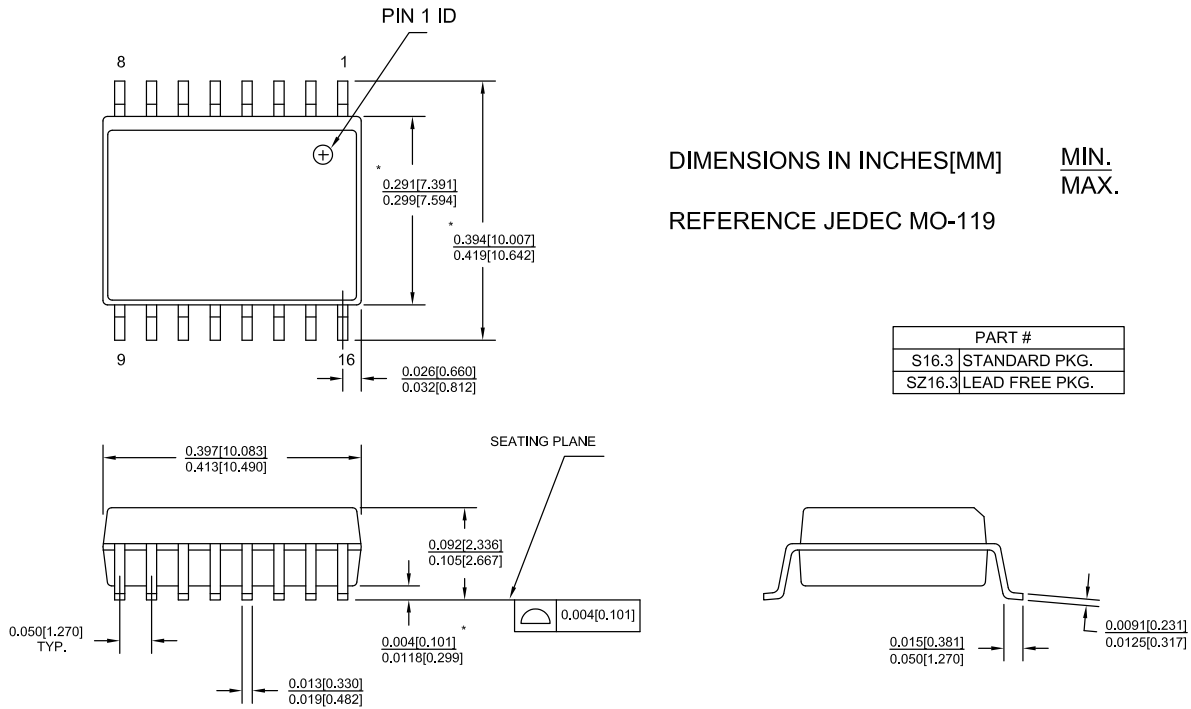 PIN 1 ID
8
1
*
0.291[7.391]
0.299[7.594]
*
0.394[10.007]
0.419[10.642]
9
16
0.026[0.660]
0.032[0.812]
DIMENSIONS IN INCHES[MM]
MIN.
MAX.
REFERENCE JEDEC MO-119
PART #
S16.3 STANDARD PKG.
SZ16.3 LEAD FREE PKG.
0.397[10.083]
0.413[10.490]
SEATING PLANE
0.092[2.336]
0.105[2.667]
0.004[0.101]
0.050[1.270]
TYP.
*
0.004[0.101]
0.0118[0.299]
0.013[0.330]
0.019[0.482]
0.015[0.381]
0.050[1.270]
0.0091[0.231]
0.0125[0.317]